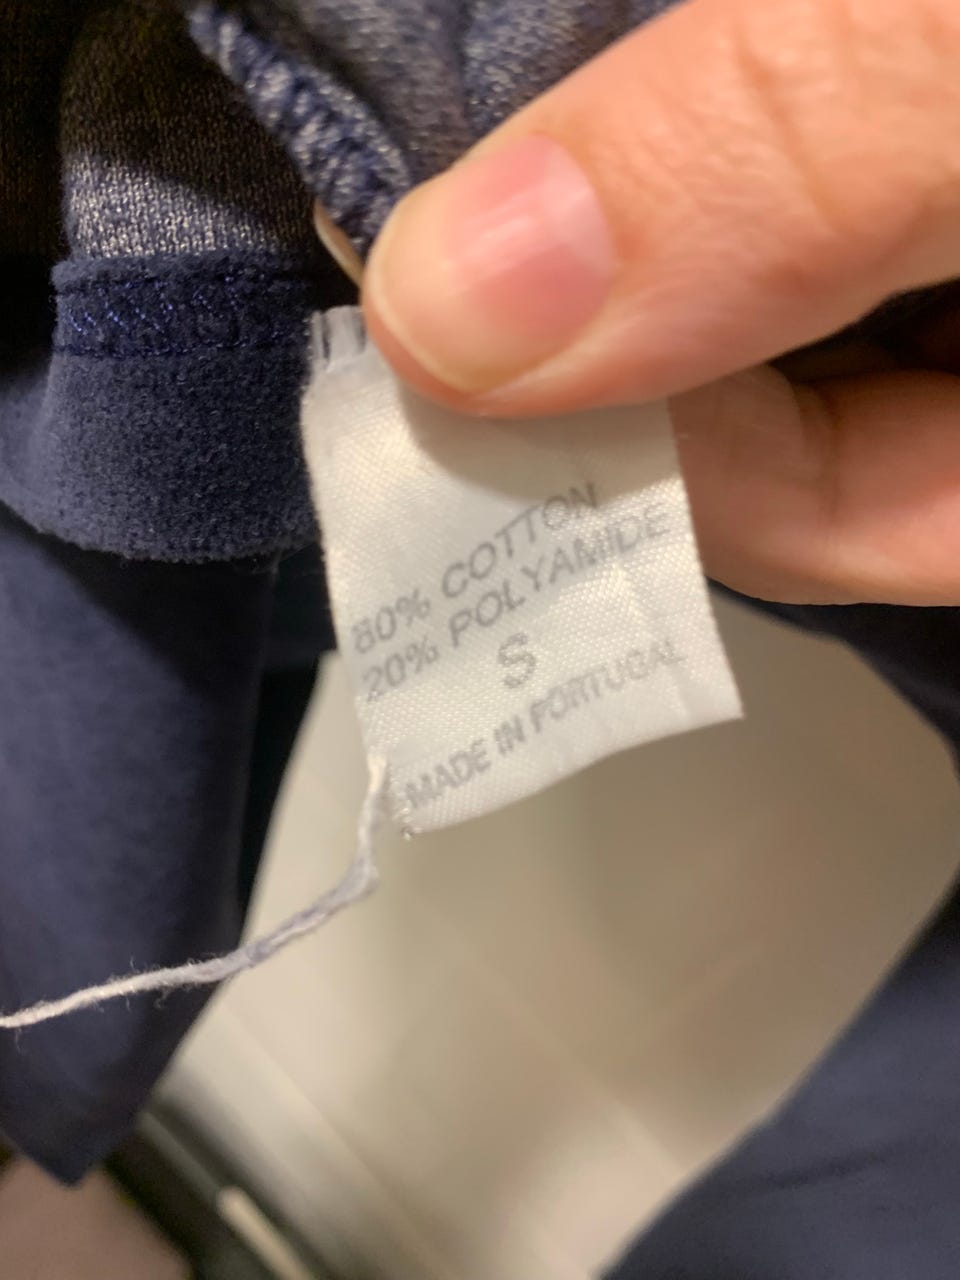 80% COTTON
20% POLYAMIDE
S
MADE IN PORTUGAL